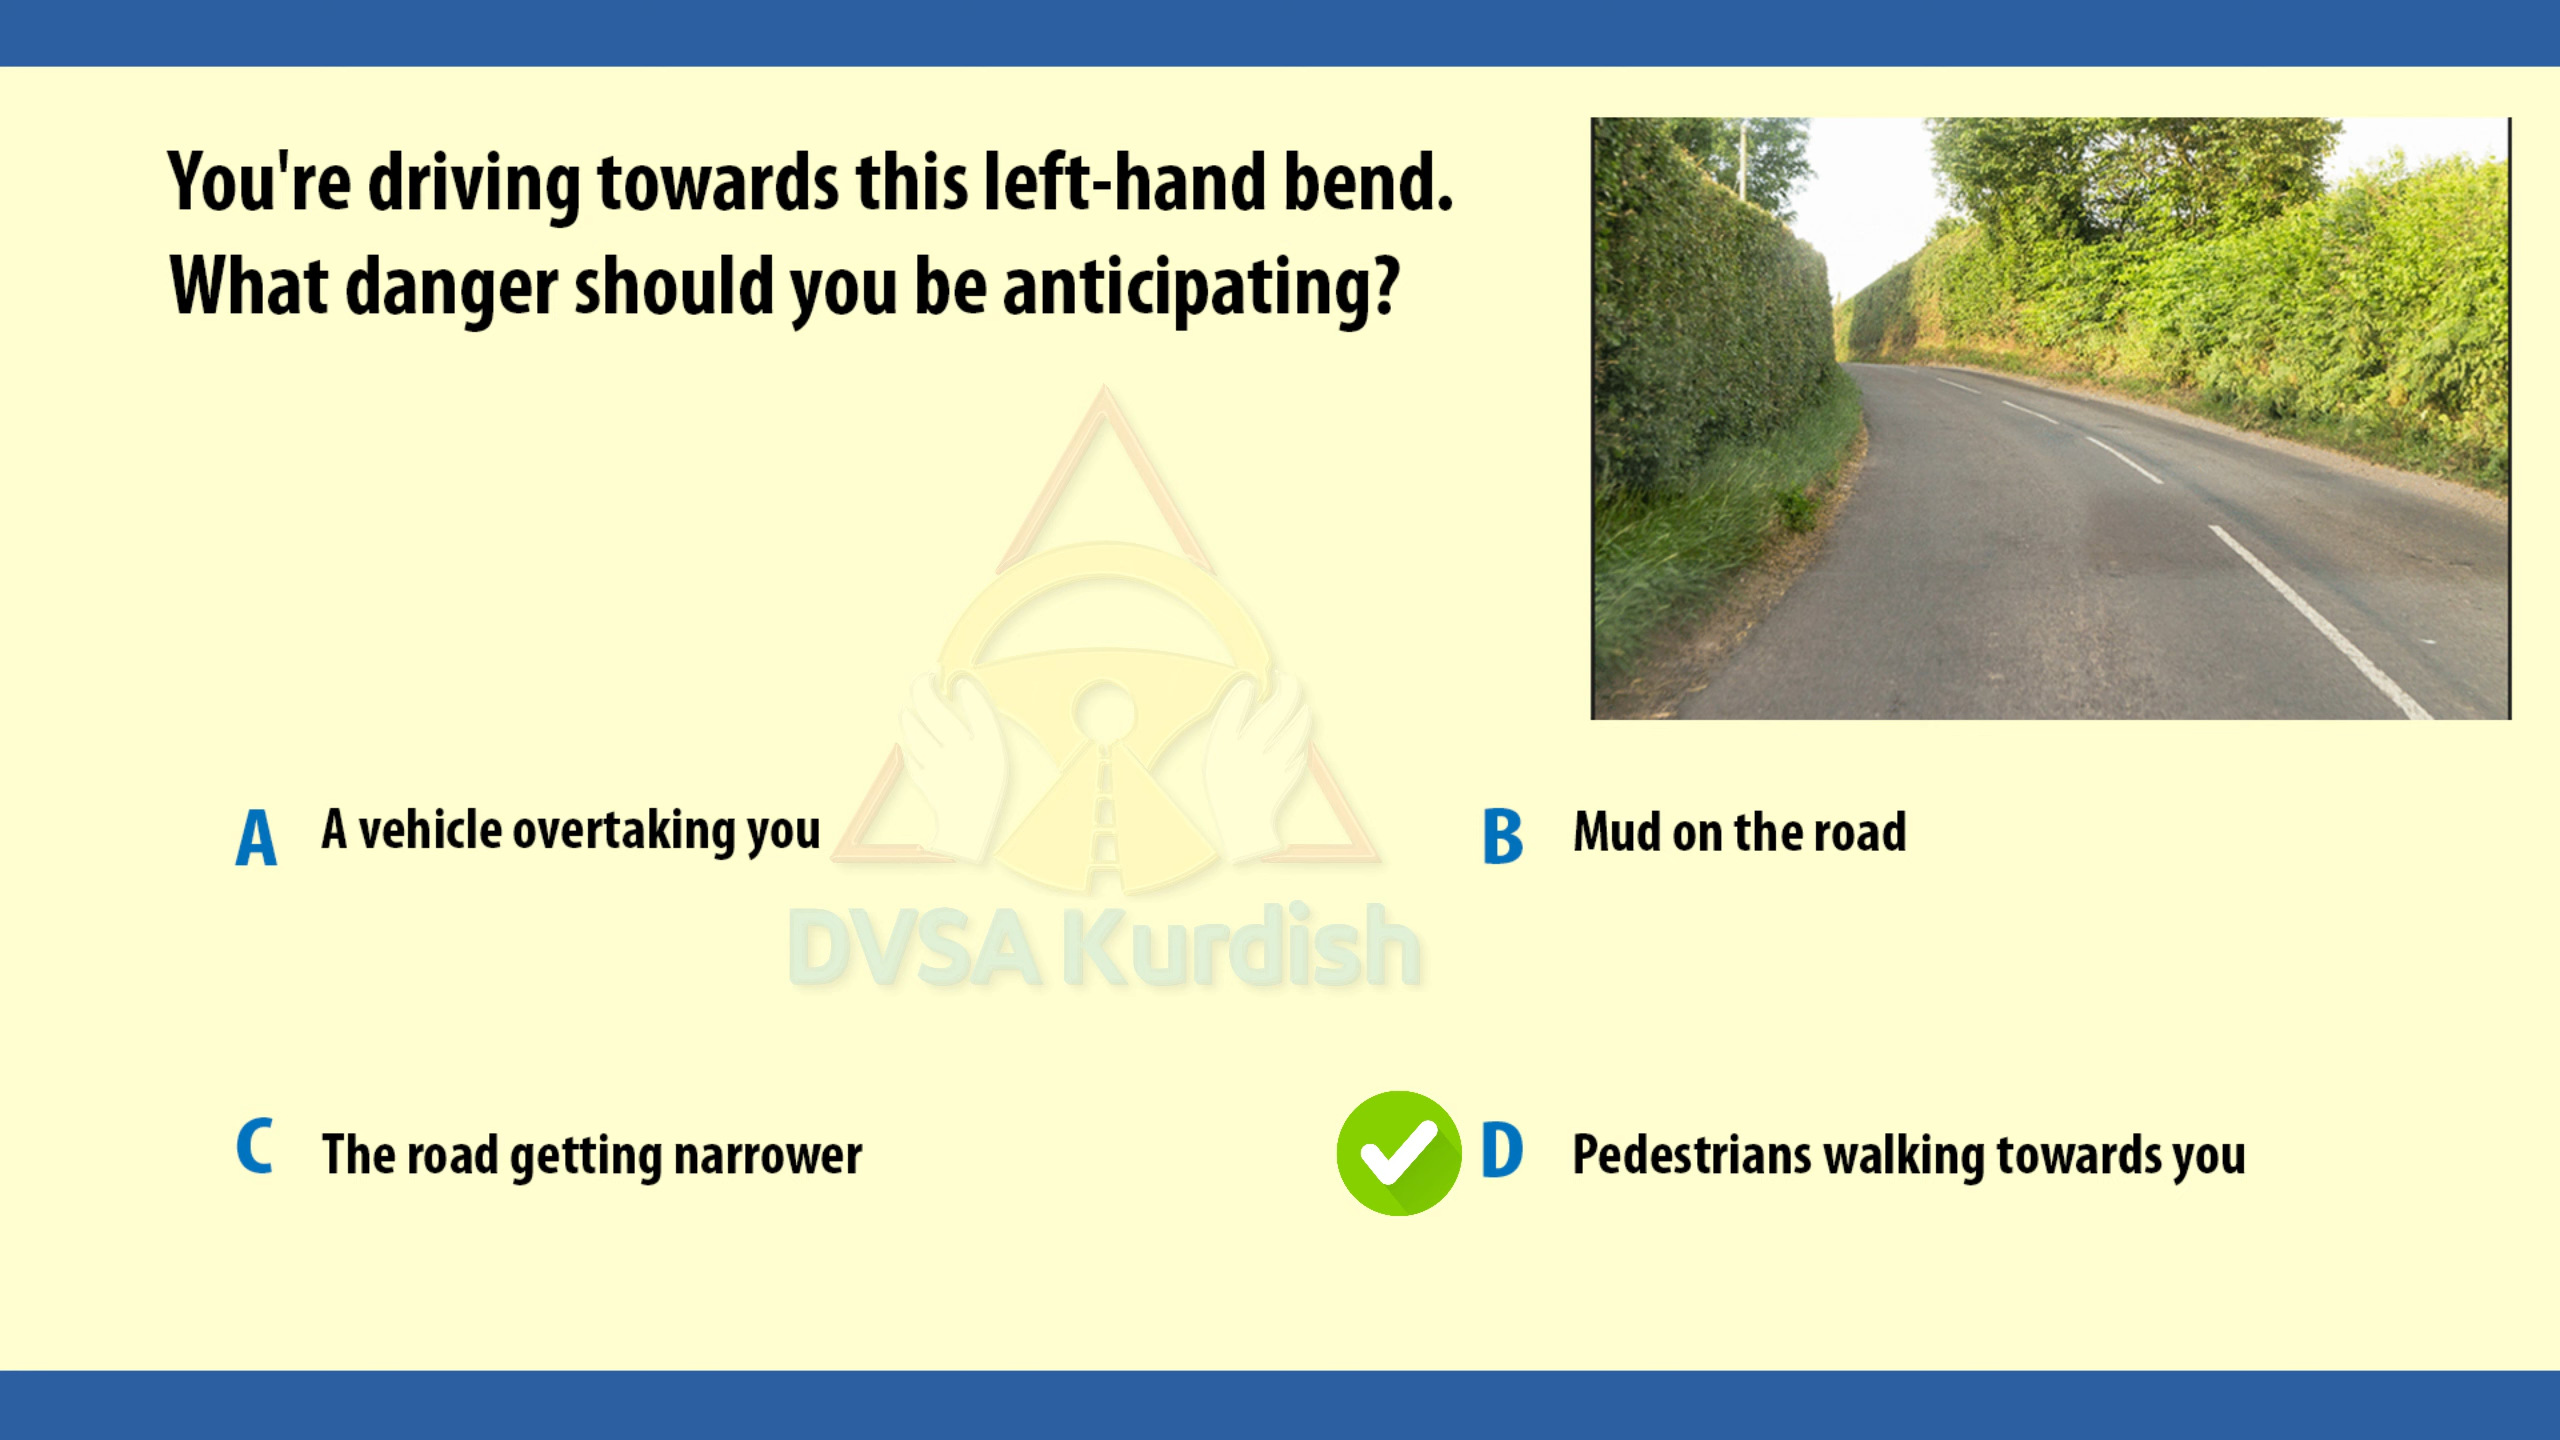 You're driving towards this left-hand bend.
What danger should you be anticipating?
A A vehicle overtaking you
B Mud on the road
DVSA Kurdish
C The road getting narrower
D Pedestrians walking towards you